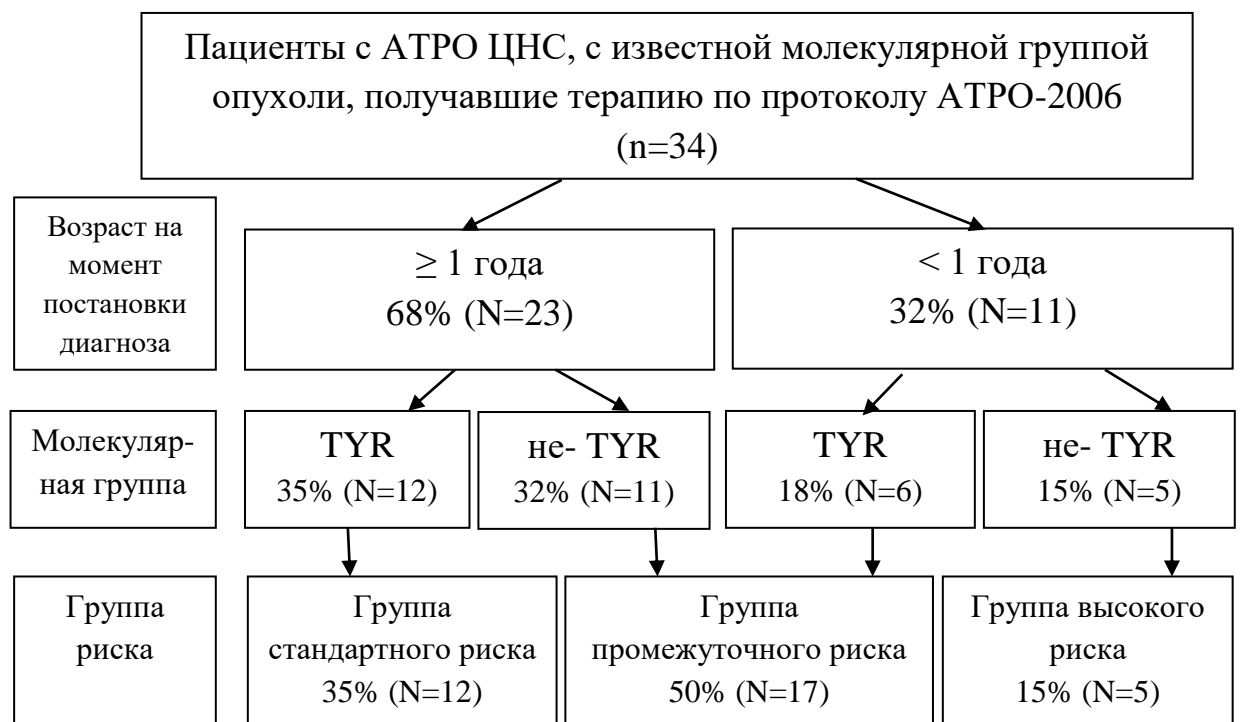 Пациенты с АТРО ЦНС, с известной молекулярной группой
опухоли, получавшие терапию по протоколу АТРО-2006
(n=34)
Возраст на
момент
постановки
диагноза
≥ 1 года
68% (N=23)
< 1 года
32% (N=11)
Молекуляр-
ная группа
TYR
35% (N=12)
не- TYR
32% (N=11)
TYR
18% (N=6)
не- TYR
15% (N=5)
Группа
риска
Группа
стандартного риска
35% (N=12)
Группа
промежуточного риска
50% (N=17)
Группа высокого
риска
15% (N=5)